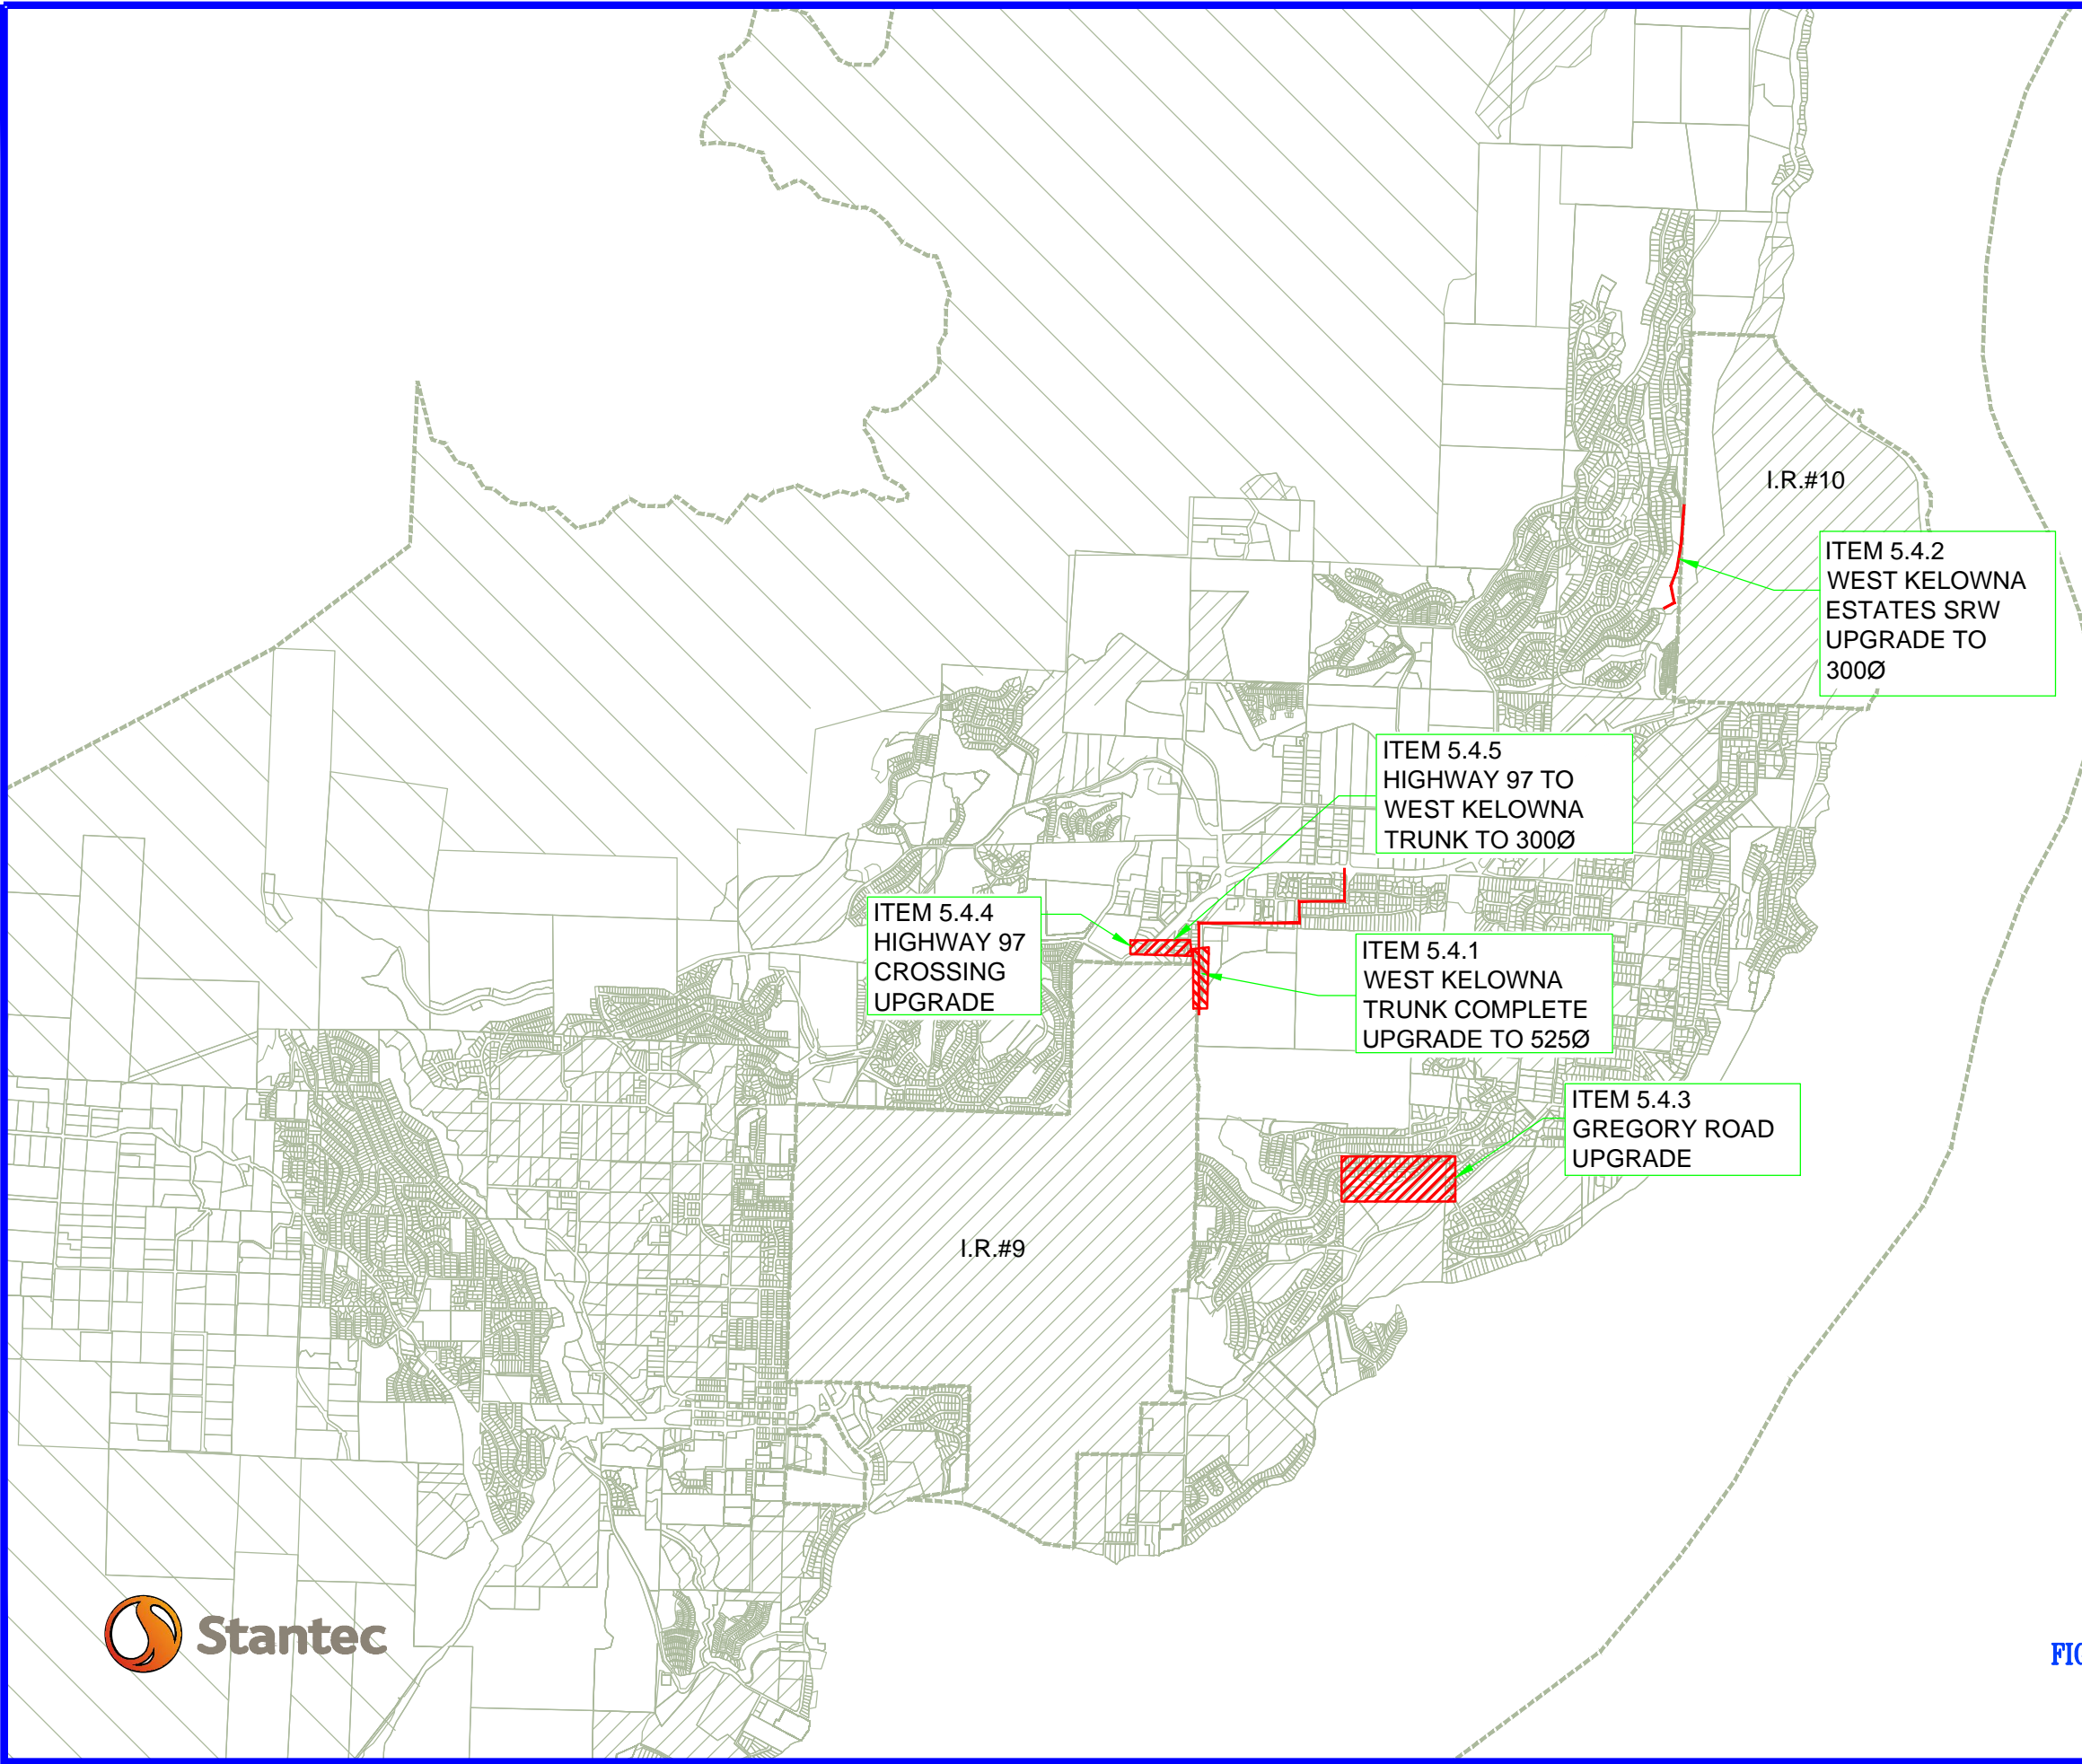 I.R.#10
ITEM 5.4.2
WEST KELOWNA
ESTATES SRW
UPGRADE TO
300Ø
ITEM 5.4.5
HIGHWAY 97 TO
WEST KELOWNA
TRUNK TO 300Ø
ITEM 5.4.4
HIGHWAY 97
CROSSING
UPGRADE
ITEM 5.4.1
WEST KELOWNA
TRUNK COMPLETE
UPGRADE TO 525Ø
ITEM 5.4.3
GREGORY ROAD
UPGRADE
I.R.#9
Stantec